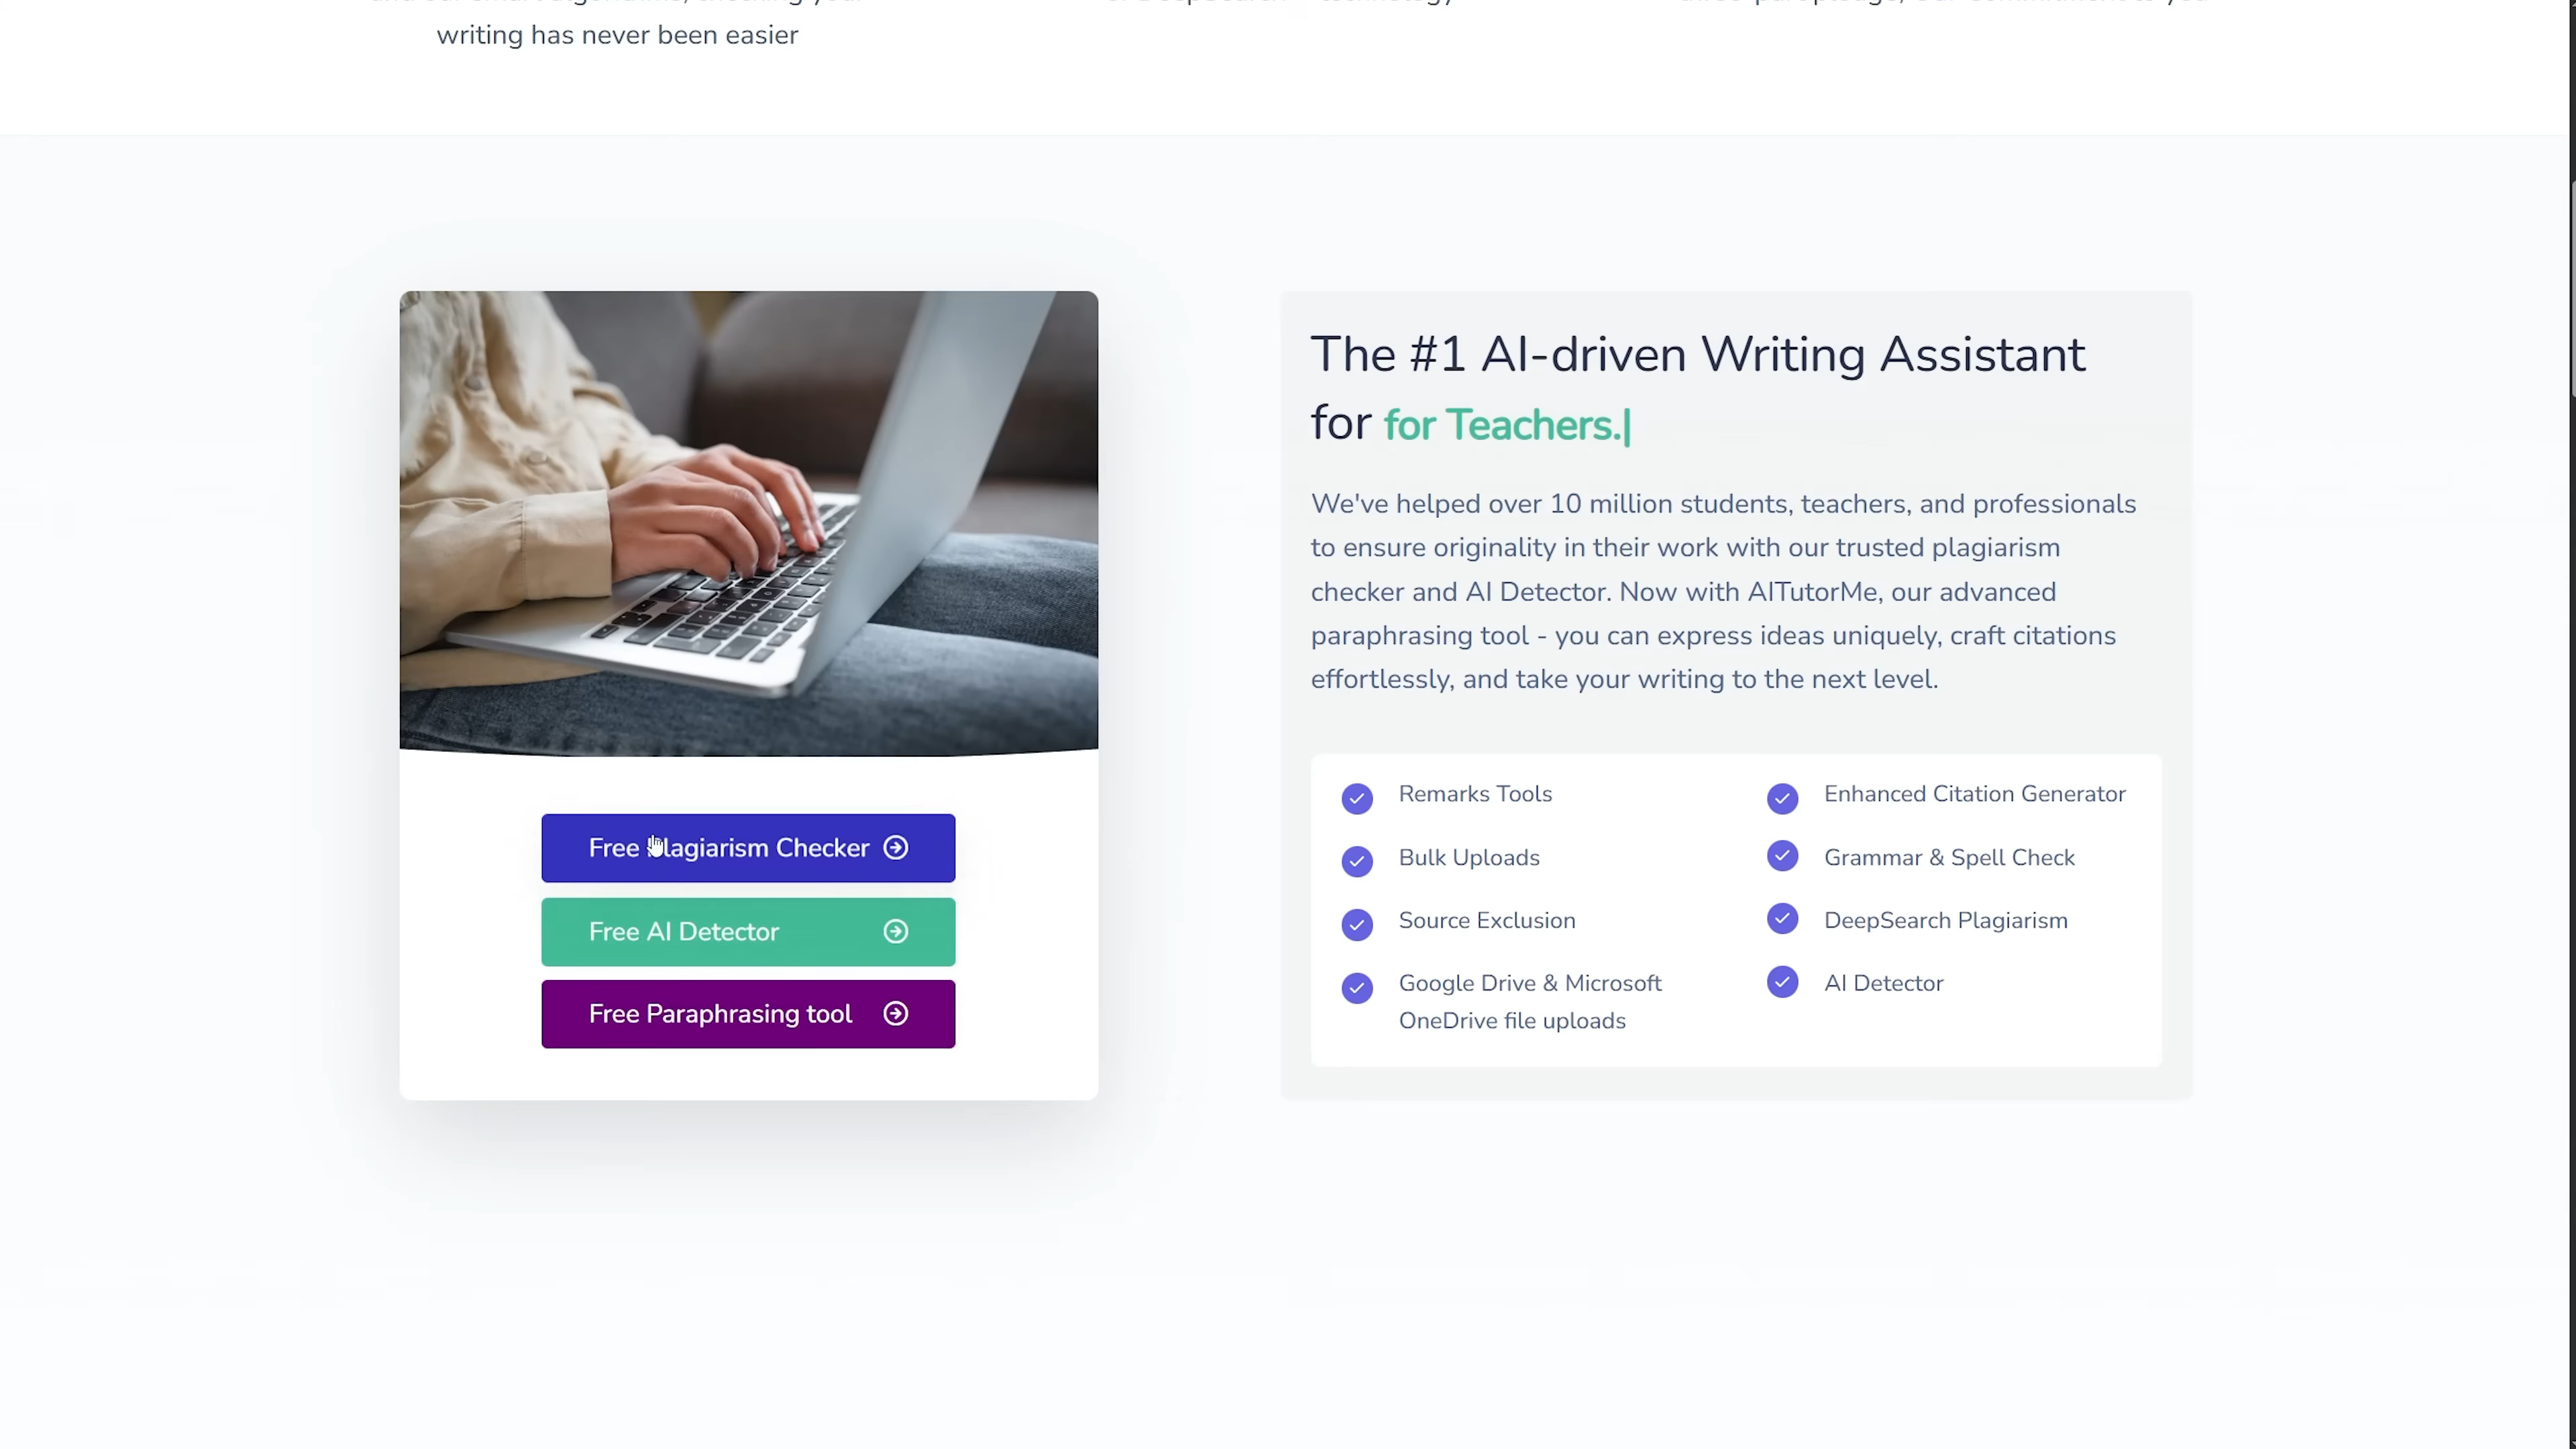 writing has never been easier
The #1 AI-driven Writing Assistant
for for Teachers.
We've helped over 10 million students, teachers, and professionals
to ensure originality in their work with our trusted plagiarism
checker and AI Detector. Now with AITutorMe, our advanced
paraphrasing tool - you can express ideas uniquely, craft citations
effortlessly, and take your writing to the next level.
Free Plagiarism Checker
Free AI Detector
Free Paraphrasing tool
Remarks Tools
Bulk Uploads
Source Exclusion
Google Drive & Microsoft
OneDrive file uploads
Enhanced Citation Generator
Grammar & Spell Check
DeepSearch Plagiarism
AI Detector